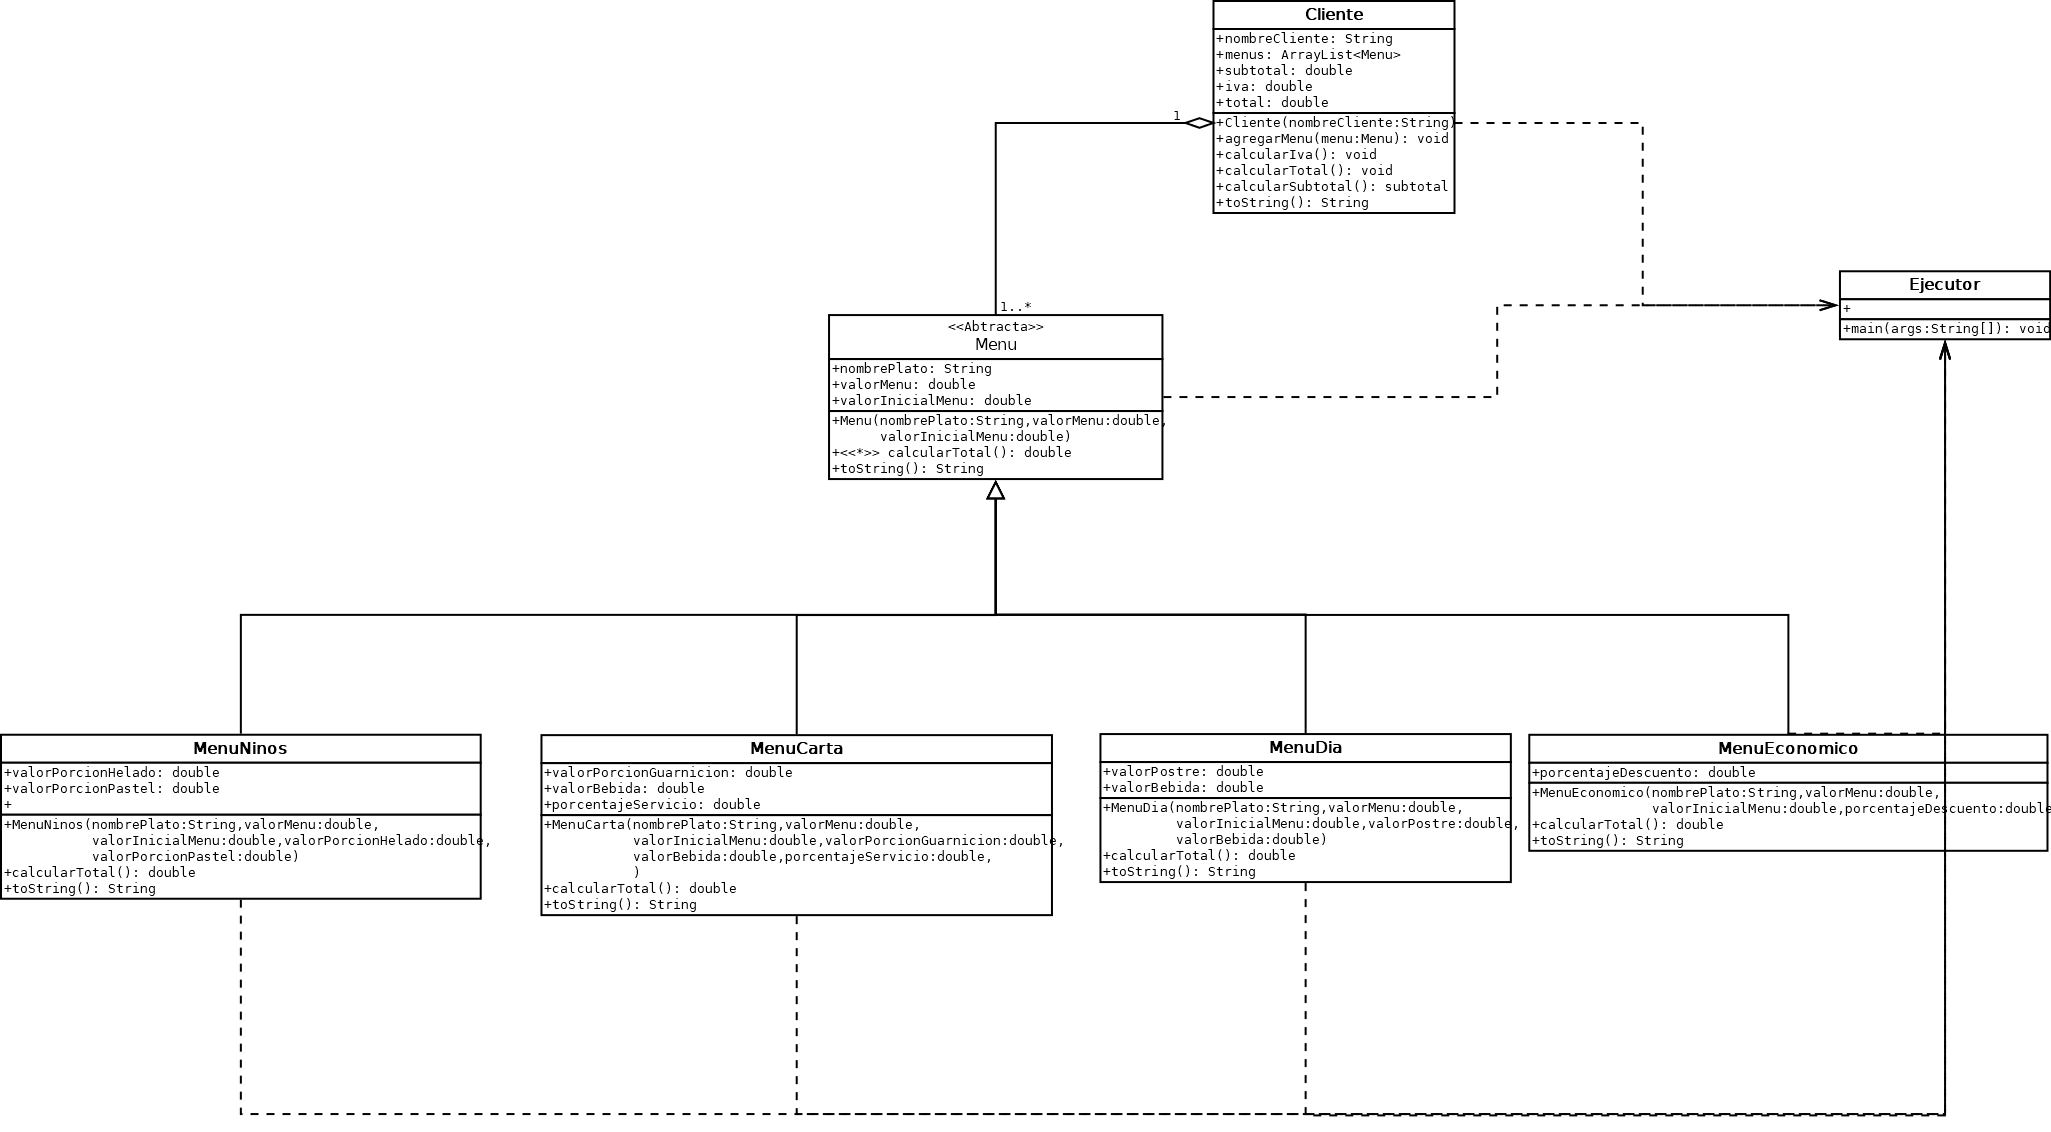 Cliente
+nombreCliente: String
+menus: ArrayList<Menu>
+subtotal: double
+iva: double
+total: double
+Cliente(nombreCliente:String)
+agregarMenu(menu:Menu): void
+calcularIva(): void
+calcularTotal(): void
+calcularSubtotal(): subtotal
+toString(): String
1
1..*
Ejecutor
+
+main(args:String[]): void
<<Abtracta>>
Menu
+nombrePlato: String
+valorMenu: double
+valorInicialMenu: double
+Menu(nombrePlato:String,valorMenu:double,
valorInicialMenu:double)
+<<*>> calcularTotal(): double
+toString(): String
MenuNinos
+valorPorcionHelado: double
+valorPorcionPastel: double
+
+MenuNinos(nombrePlato:String,valorMenu:double,
valorInicialMenu:double,valorPorcionHelado:double,
valorPorcionPastel:double)
+calcularTotal(): double
+toString(): String
MenuCarta
+valorPorcionGuarnicion: double
+valorBebida: double
+porcentajeServicio: double
+MenuCarta(nombrePlato:String,valorMenu:double,
valorInicialMenu:double,valorPorcionGuarnicion:double,
valorBebida:double,porcentajeServicio:double,
)
+calcularTotal(): double
+toString(): String
MenuDia
+valorPostre: double
+valorBebida: double
+MenuDia(nombrePlato:String,valorMenu:double,
valorInicialMenu:double,valorPostre:double,
valorBebida:double)
+calcularTotal(): double
+toString(): String
MenuEconomico
+porcentajeDescuento: double
+MenuEconomico(nombrePlato:String,valorMenu:double,
valorInicialMenu:double,porcentajeDescuento:double
+calcularTotal(): double
+toString(): String